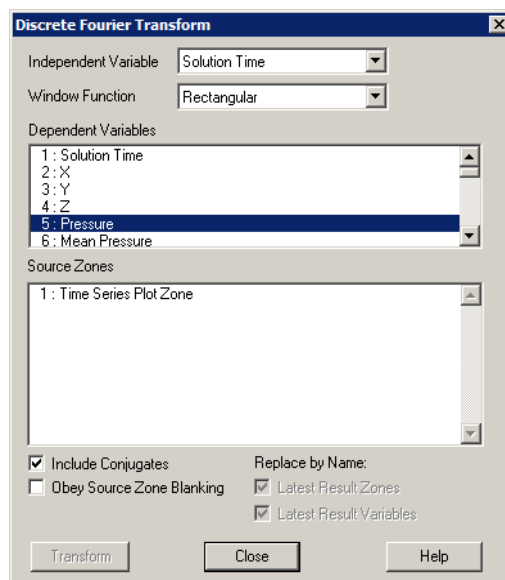 Discrete Fourier Transform
Independent Variable Solution Time
Window Function Rectangular
Dependent Variables
1 : Solution Time
2 : X
3 : Y
4 : Z
5 : Pressure
6 : Mean Pressure
Source Zones
1 : Time Series Plot Zone
Include Conjugates Replace by Name:
Obey Source Zone Blanking Latest Result Zones
Latest Result Variables
Transform Close Help